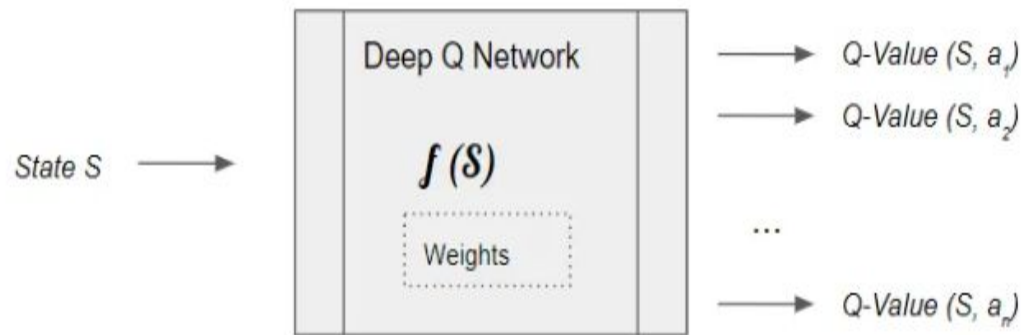 Deep Q Network
Q-Value (S, a₁)
Q-Value (S, a₂)
State S
f (S)
Weights
...
Q-Value (S, aₙ)